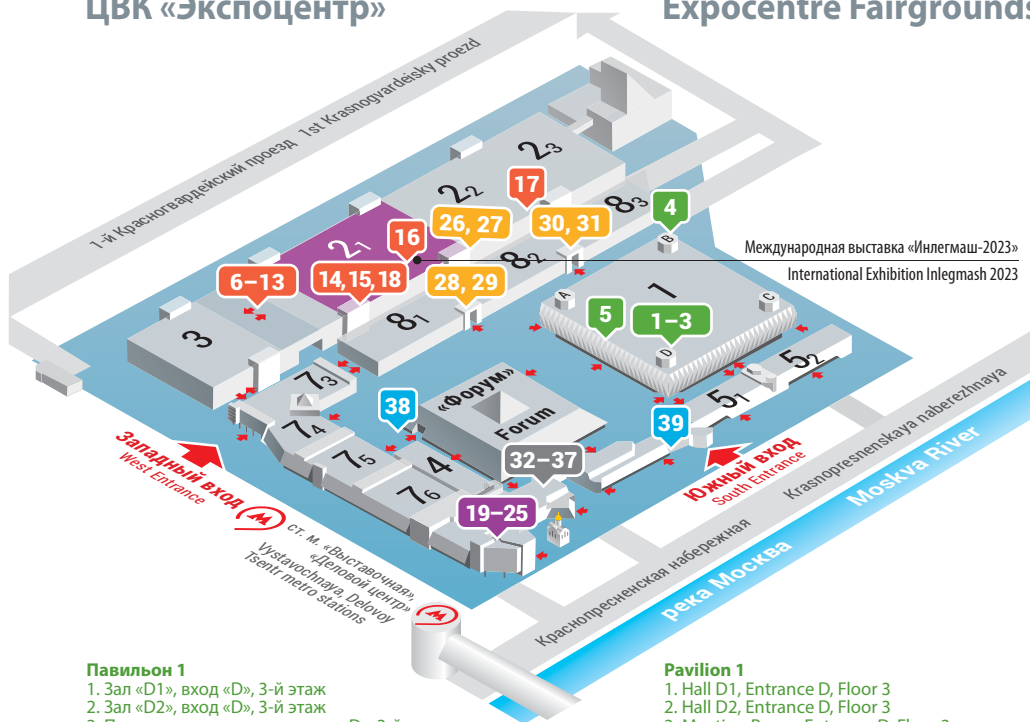 ЦВК «Экспоцентр»
Expocentre Fairgrounds
1-й Красногвардейский проезд 1st Krasnogvardeisky proezd
2₃
2₂
17
8₃
4
2₁
16
26, 27
30, 31
B
Международная выставка «Инлегмаш-2023»
International Exhibition Inlegmash 2023
6–13
14, 15, 18
28, 29
8₂
1
A
C
5
1–3
D
3
8₁
7₃
5₂
5₁
«Форум»
Forum
38
39
7₄
7₅
4
32–37
7₆
19–25
Западный вход
West Entrance
Южный вход
South Entrance
ст. м. «Выставочная»,
«Деловой центр»
Vystavochnaya, Delovoy
Tsentr metro stations
Краснопресненская набережная
Krasnopresnenskaya naberezhnaya
река Москва
Moskva River
Павильон 1
1. Зал «D1», вход «D», 3-й этаж
2. Зал «D2», вход «D», 3-й этаж
Pavilion 1
1. Hall D1, Entrance D, Floor 3
2. Hall D2, Entrance D, Floor 3